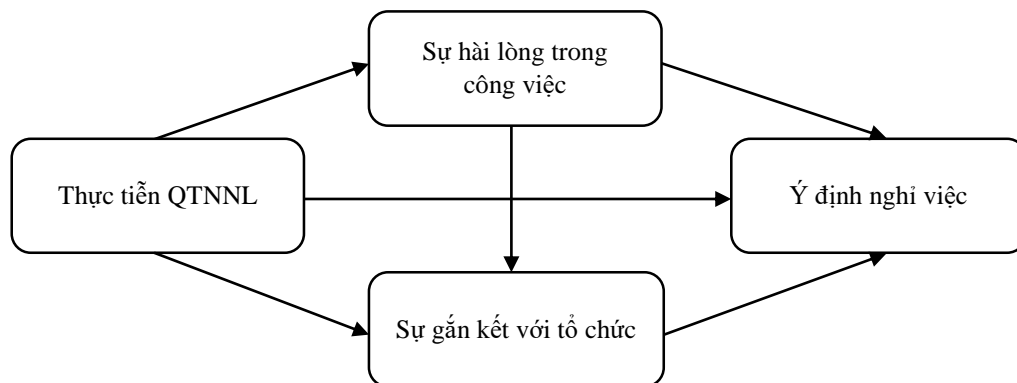 Sự hài lòng trong
công việc
Thực tiễn QTNNL
Ý định nghỉ việc
Sự gắn kết với tổ chức